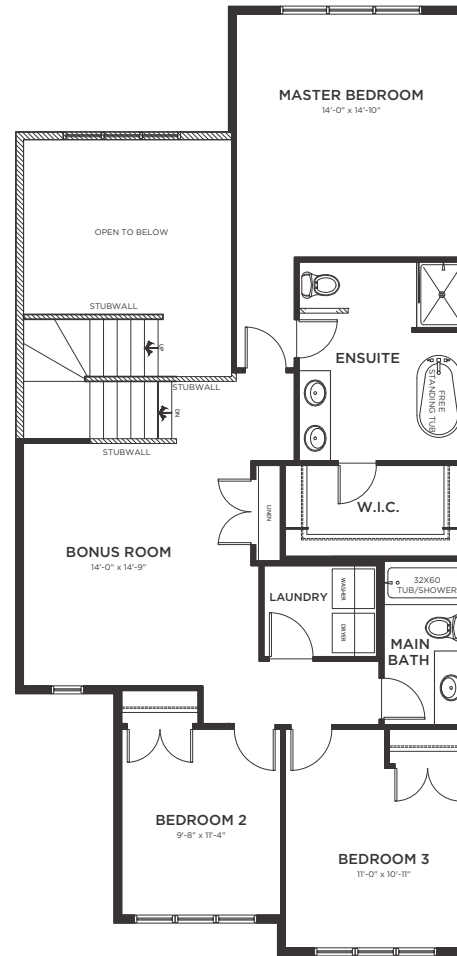 MASTER BEDROOM
14'-0" x 14'-10"
OPEN TO BELOW
STUBWALL
UP
STUBWALL
DN
STUBWALL
ENSUITE
FREE
STANDING TUB
W.I.C.
LINEN
BONUS ROOM
14'-0" x 14'-9"
LAUNDRY
WASHER
DRYER
32X60
TUB/SHOWER
MAIN
BATH
BEDROOM 2
9'-8" x 11'-4"
BEDROOM 3
11'-0" x 10'-11"